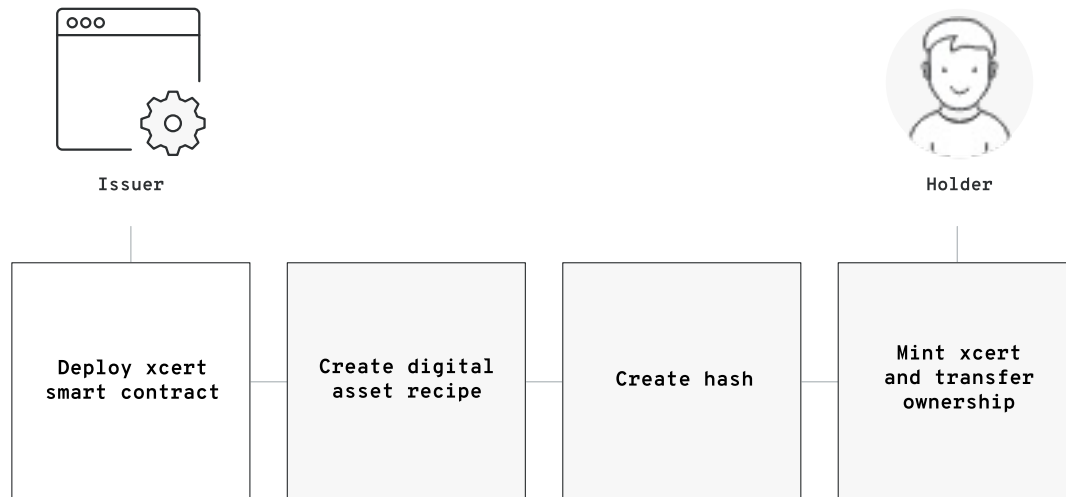 Issuer
Holder
Deploy xcert
smart contract
Create digital
asset recipe
Create hash
Mint xcert
and transfer
ownership